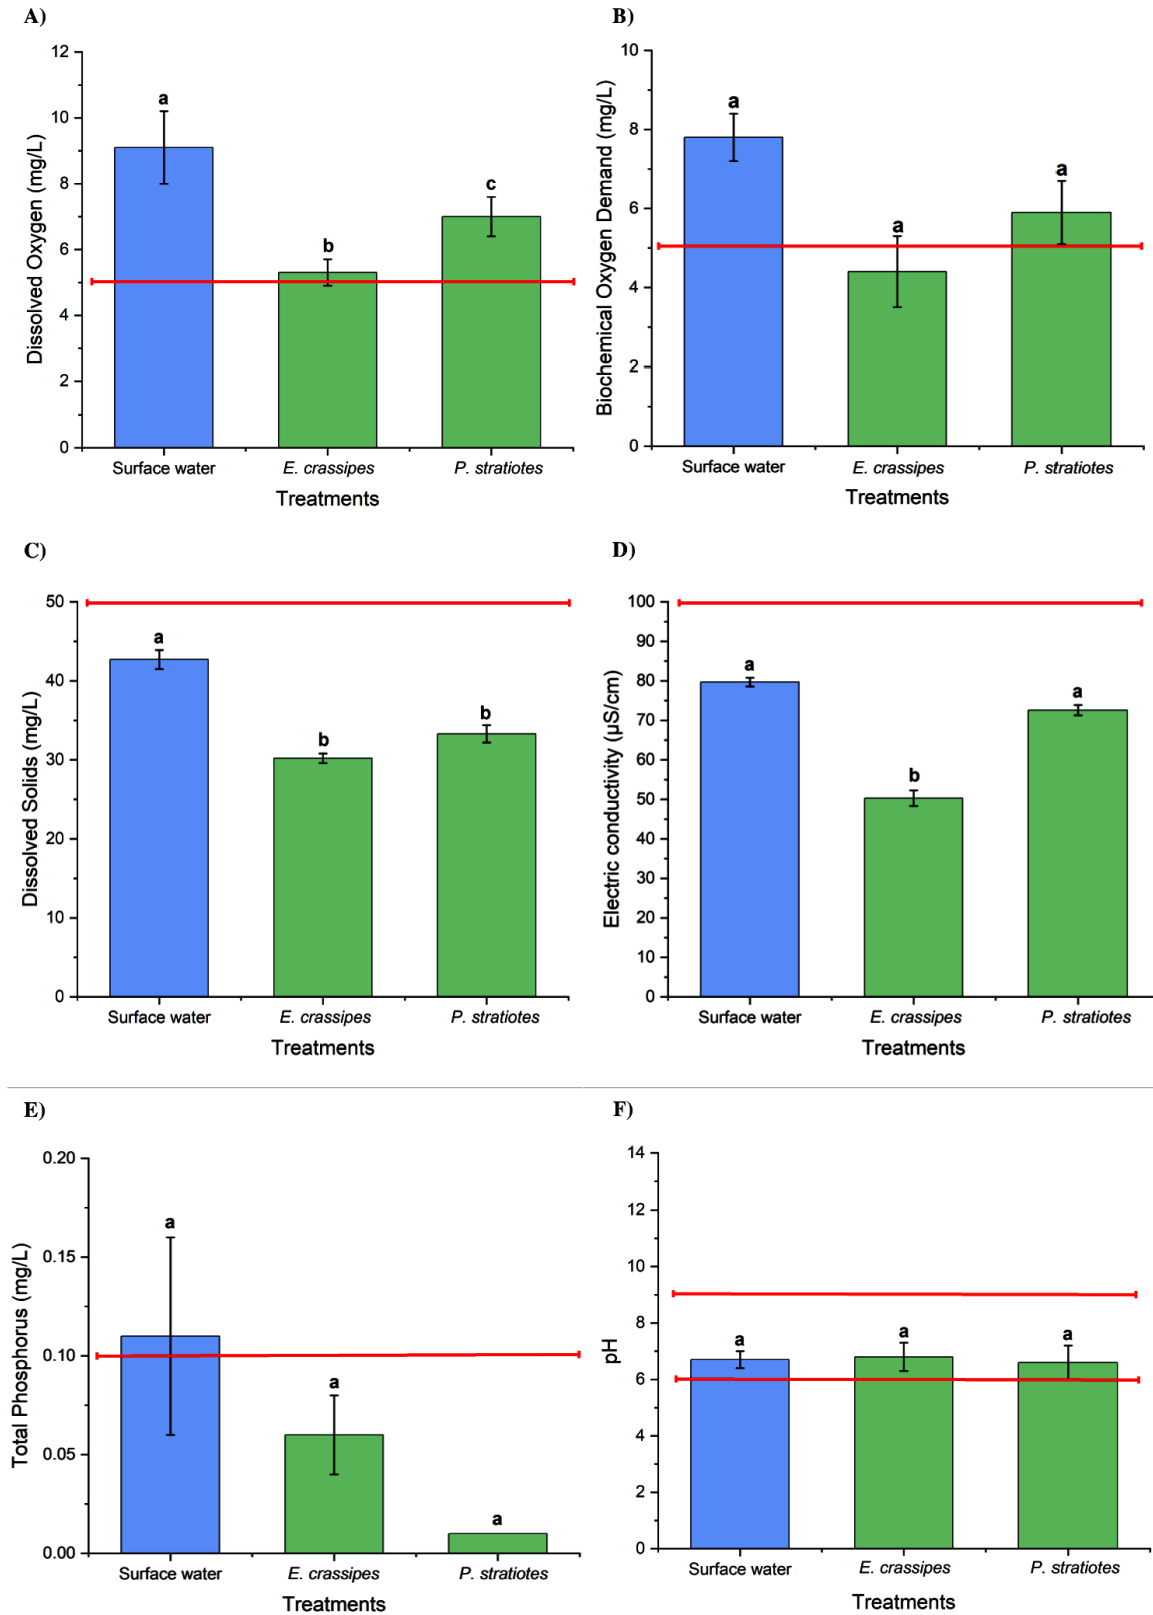 A)
Dissolved Oxygen (mg/L)
12
10
8
6
4
2
0
a
b
c
Surface water E. crassipes P. stratiotes
Treatments
B)
Biochemical Oxygen Demand (mg/L)
10
8
6
4
2
0
a
a
a
Surface water E. crassipes P. stratiotes
Treatments
C)
Dissolved Solids (mg/L)
50
40
30
20
10
0
a
b
b
Surface water E. crassipes P. stratiotes
Treatments
D)
Electric conductivity (µS/cm)
100
90
80
70
60
50
40
30
20
10
0
a
b
a
Surface water E. crassipes P. stratiotes
Treatments
E)
Total Phosphorus (mg/L)
0.20
0.15
0.10
0.05
0.00
a
a
a
Surface water E. crassipes P. stratiotes
Treatments
F)
pH
14
12
10
8
6
4
2
0
a
a
a
Surface water E. crassipes P. stratiotes
Treatments